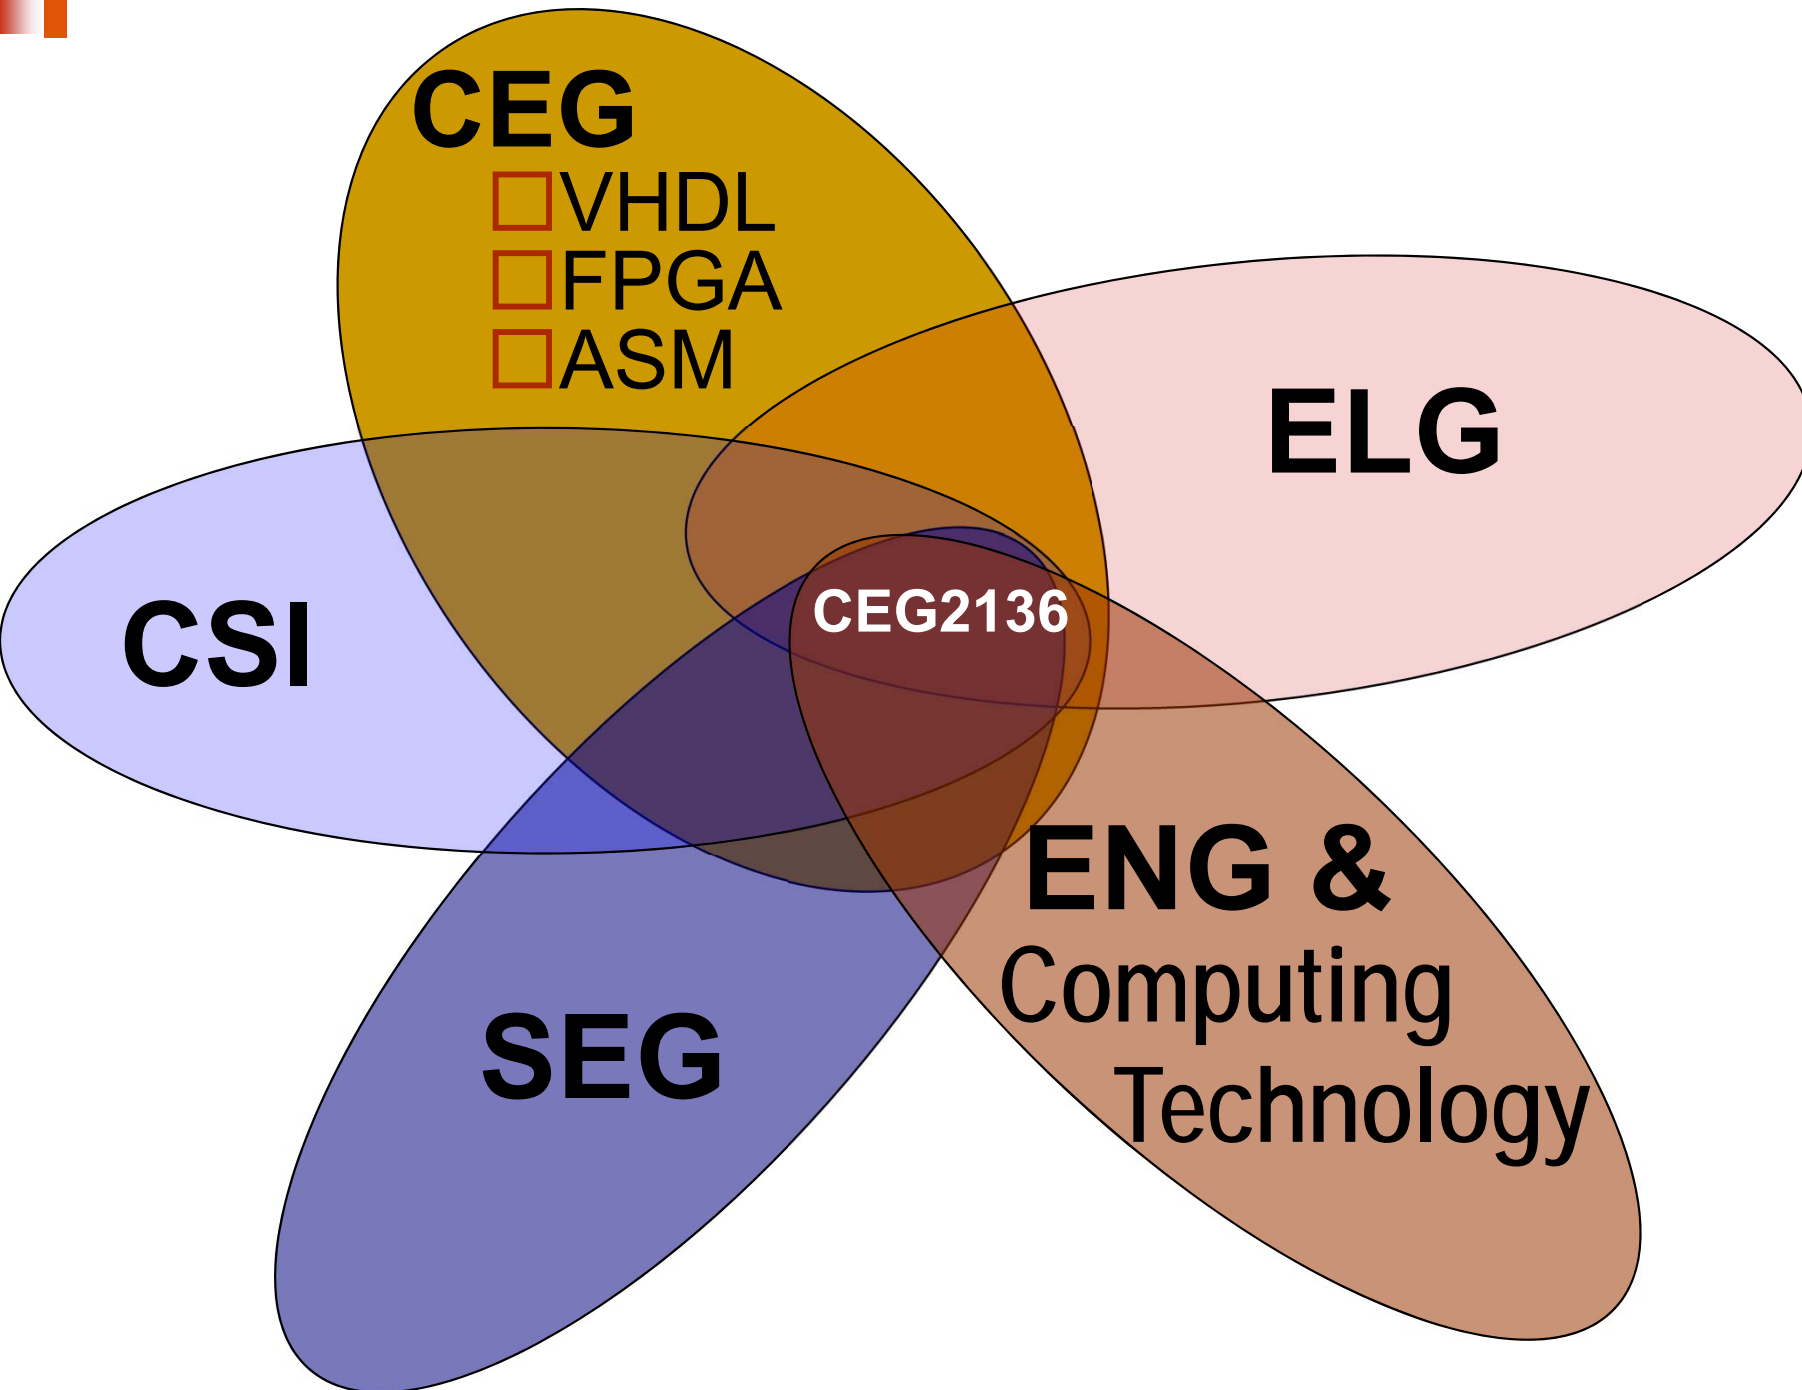 CEG
VHDL
FPGA
ASM
ELG
CSI
CEG2136
ENG &
Computing
Technology
SEG